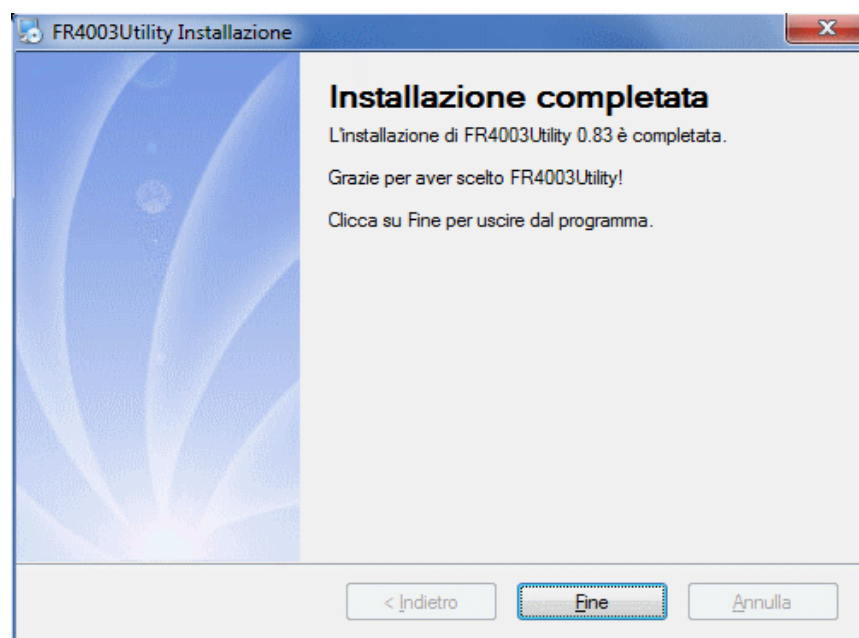 FR4003Utility Installazione
Installazione completata
L'installazione di FR4003Utility 0.83 è completata.
Grazie per aver scelto FR4003Utility!
Clicca su Fine per uscire dal programma.
< Indietro
Fine
Annulla